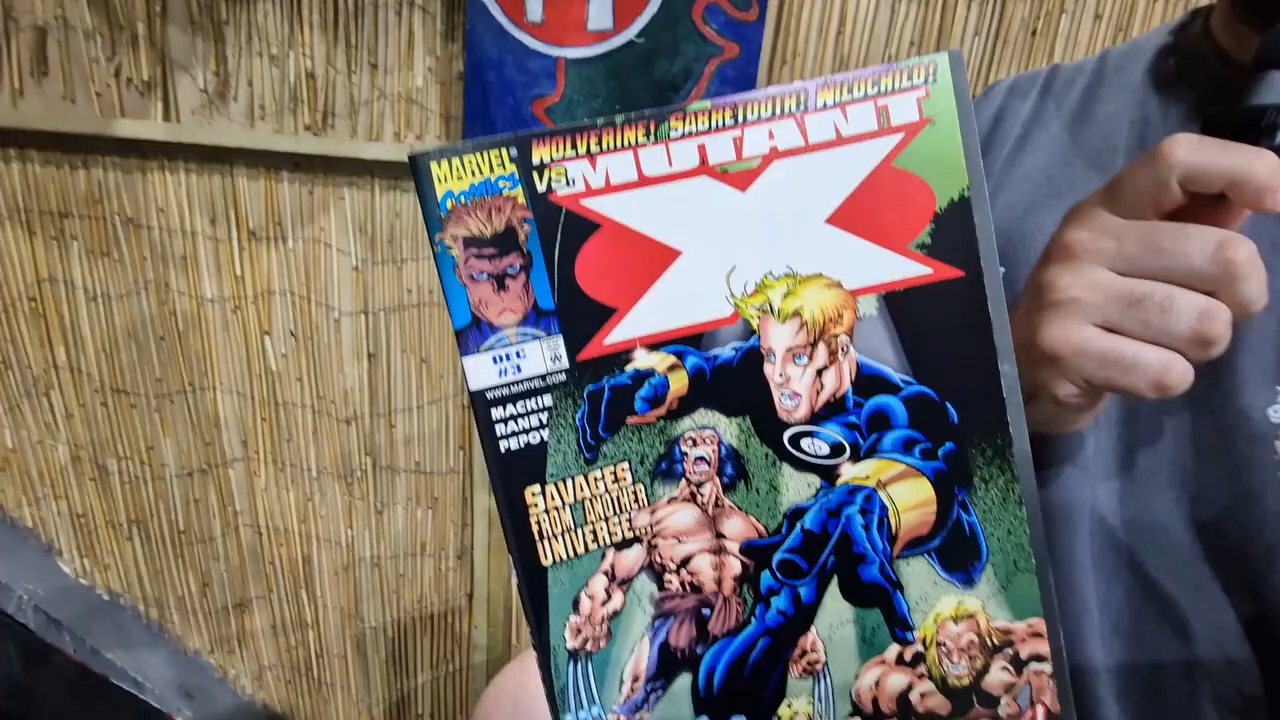 WOLVERINE! SABRETOOTH! WILDCHILD!
VS. MUTANT
X
MARVEL
COMICS
DEC
#3
WWW.MARVEL.COM
MACKIE
RANEY
PEPOY
SAVAGES
FROM ANOTHER
UNIVERSE...